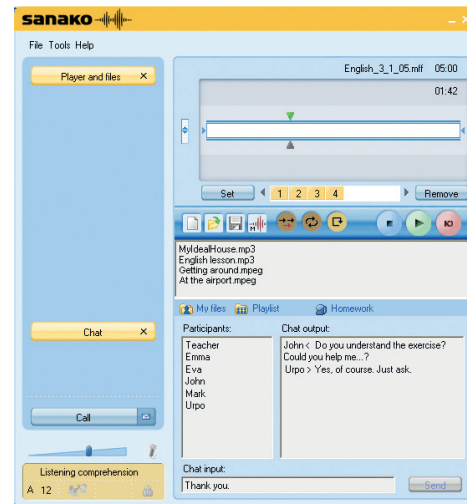 sanako
File Tools Help
Player and files
English_3_1_05.mff 05:00
01:42
Set 1 2 3 4 Remove
MyIdealHouse.mp3
English lesson.mp3
Getting around.mpeg
At the airport.mpeg
My files Playlist Homework
Chat
Participants:
Teacher
Emma
Eva
John
Mark
Urpo
Chat output:
John < Do you understand the exercise?
Could you help me...?
Urpo > Yes, of course. Just ask.
Call
Listening comprehension
A 12
Chat input:
Thank you.
Send